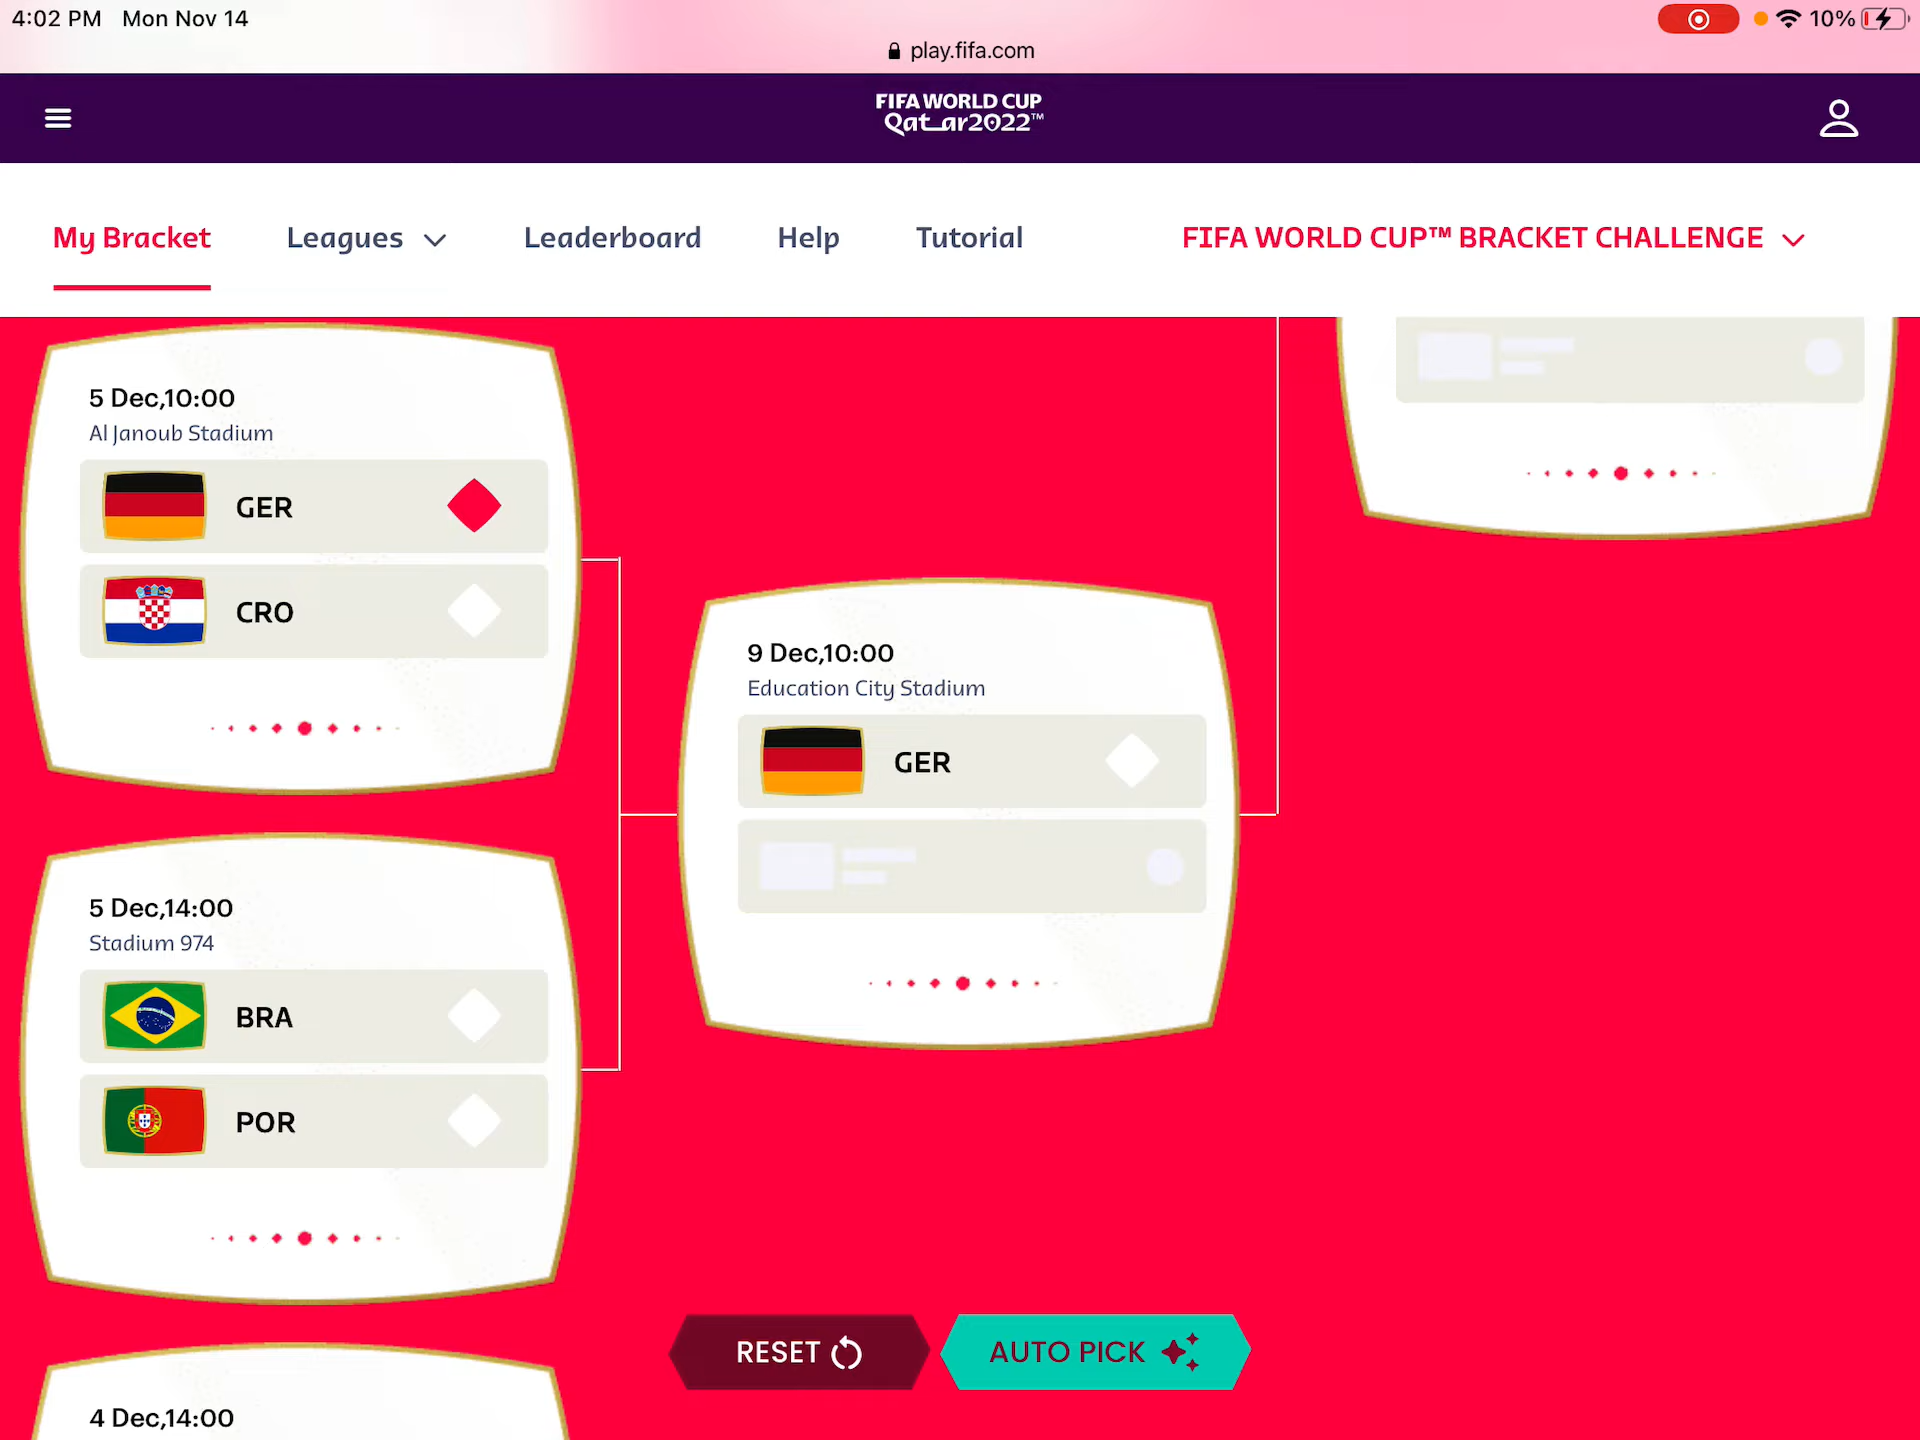 4:02 PM Mon Nov 14
10%
play.fifa.com
FIFA WORLD CUP
Qatar2022™
My Bracket Leagues Leaderboard Help Tutorial FIFA WORLD CUP™ BRACKET CHALLENGE
5 Dec,10:00
Al Janoub Stadium
GER
CRO
9 Dec,10:00
Education City Stadium
GER
5 Dec,14:00
Stadium 974
BRA
POR
RESET
AUTO PICK
4 Dec,14:00